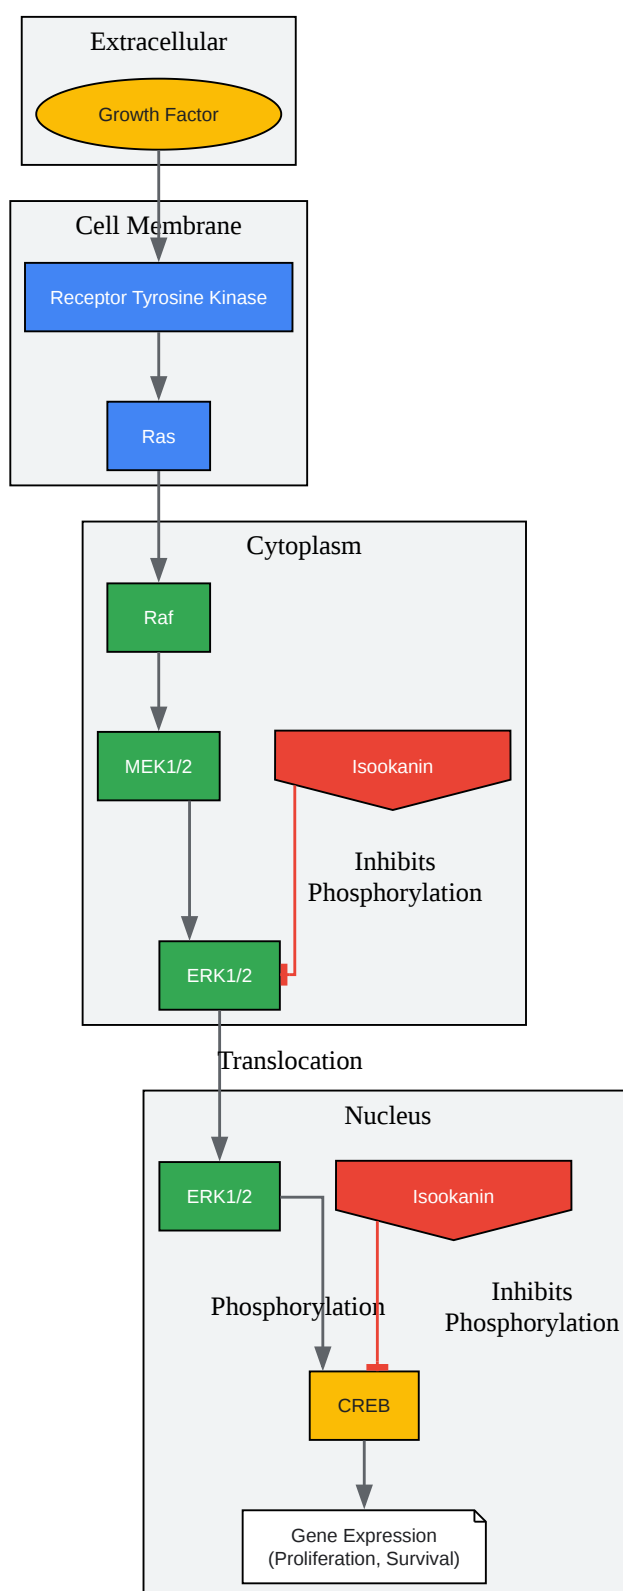 Extracellular
Growth Factor
Cell Membrane
Receptor Tyrosine Kinase
Ras
Cytoplasm
Raf
MEK1/2
Isookanin
Inhibits
Phosphorylation
ERK1/2
Translocation
Nucleus
ERK1/2
Isookanin
Phosphorylation
Inhibits
Phosphorylation
CREB
Gene Expression
(Proliferation, Survival)